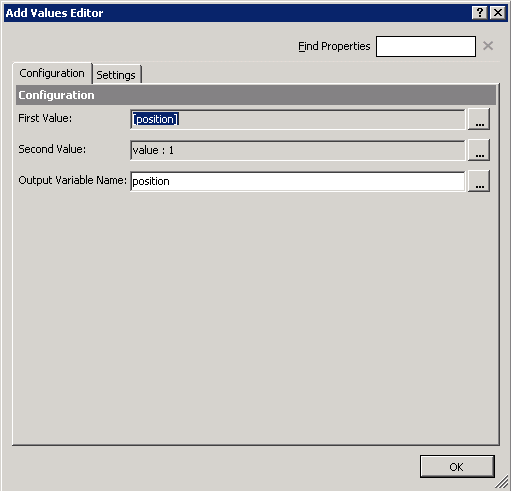 Add Values Editor
Find Properties
Configuration
Settings
Configuration
First Value:
[position]
...
Second Value:
value : 1
...
Output Variable Name:
position
...
OK